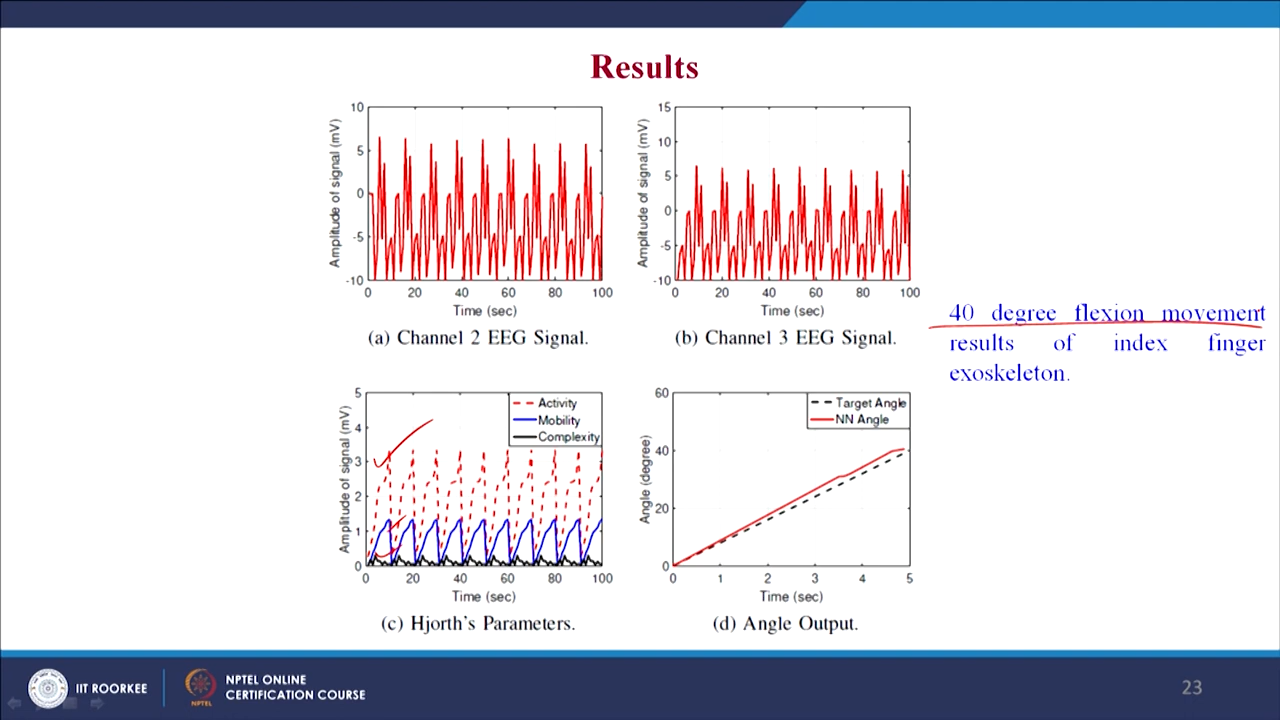 Results
10
5
0
-5
-10
Amplitude of signal (mV)
0 20 40 60 80 100
Time (sec)
(a) Channel 2 EEG Signal.
15
10
5
0
-5
-10
Amplitude of signal (mV)
0 20 40 60 80 100
Time (sec)
(b) Channel 3 EEG Signal.
40 degree flexion movement
results of index finger
exoskeleton.
5
4
3
2
1
0
Amplitude of signal (mV)
Activity
Mobility
Complexity
0 20 40 60 80 100
Time (sec)
(c) Hjorth's Parameters.
60
40
20
0
Angle (degree)
Target Angle
NN Angle
0 1 2 3 4 5
Time (sec)
(d) Angle Output.
IIT ROORKEE
NPTEL
NPTEL ONLINE
CERTIFICATION COURSE
23